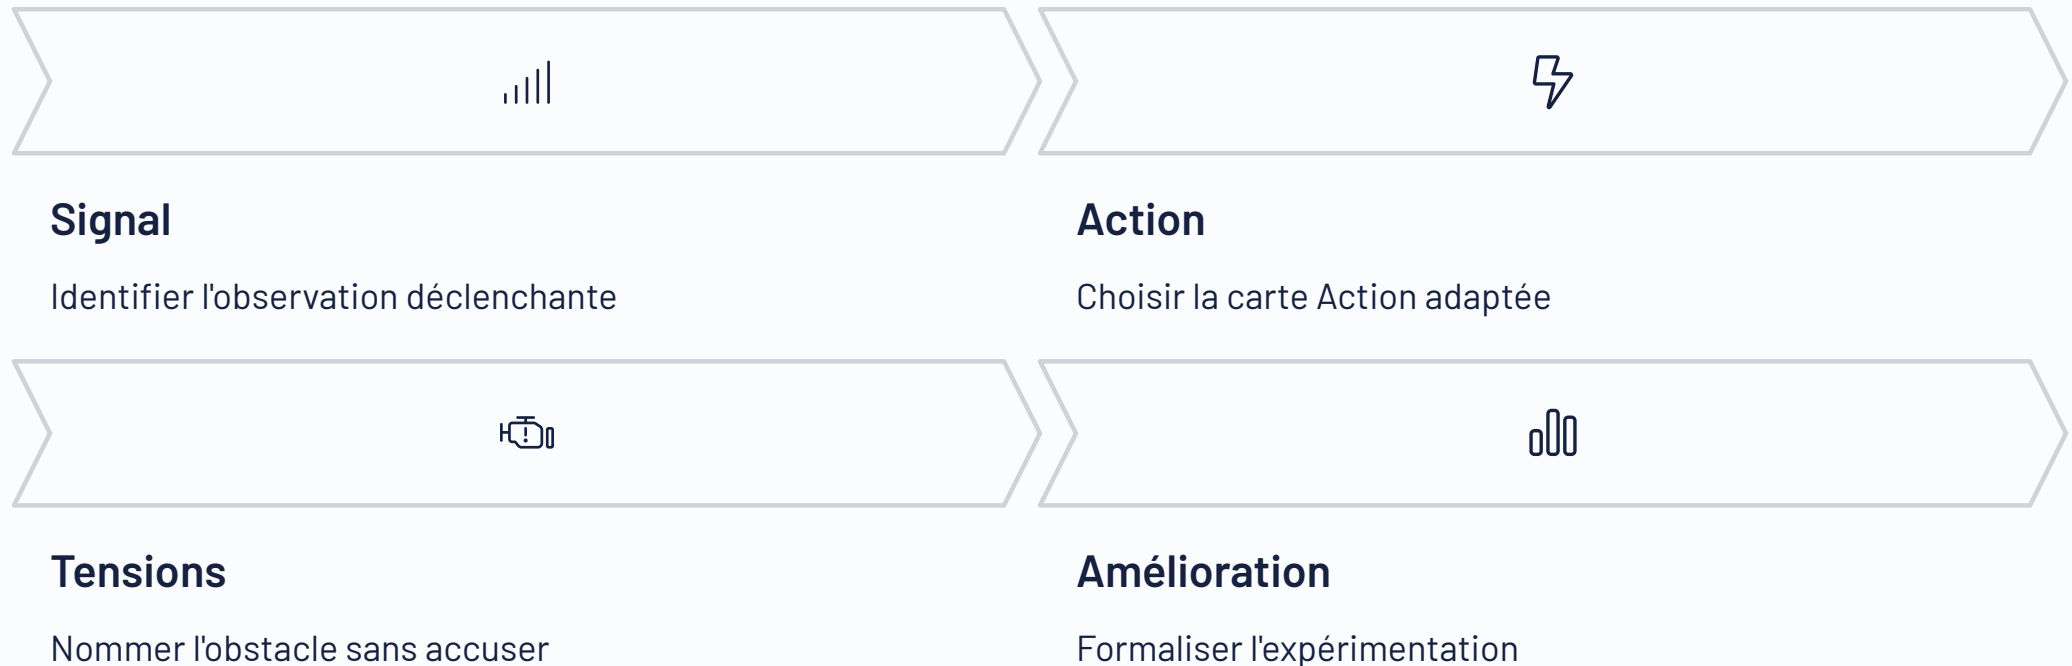 Signal
Identifier l'observation déclenchante
Action
Choisir la carte Action adaptée
Tensions
Nommer l'obstacle sans accuser
Amélioration
Formaliser l'expérimentation